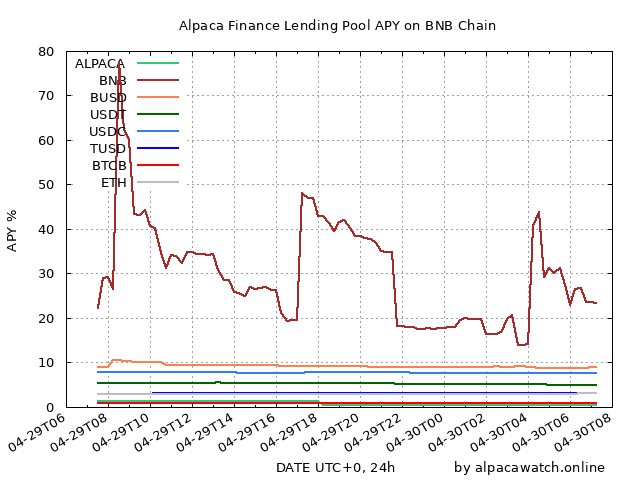 Alpaca Finance Lending Pool APY on BNB Chain
80
70
60
50
40
30
20
10
0
APY %
ALPACA
BNB
BUSD
USDT
USDC
TUSD
BTCB
ETH
04-29T06
04-29T08
04-29T10
04-29T12
04-29T14
04-29T16
04-29T18
04-29T20
04-29T22
04-30T00
04-30T02
04-30T04
04-30T06
04-30T08
DATE UTC+0, 24h
by alpacawatch.online